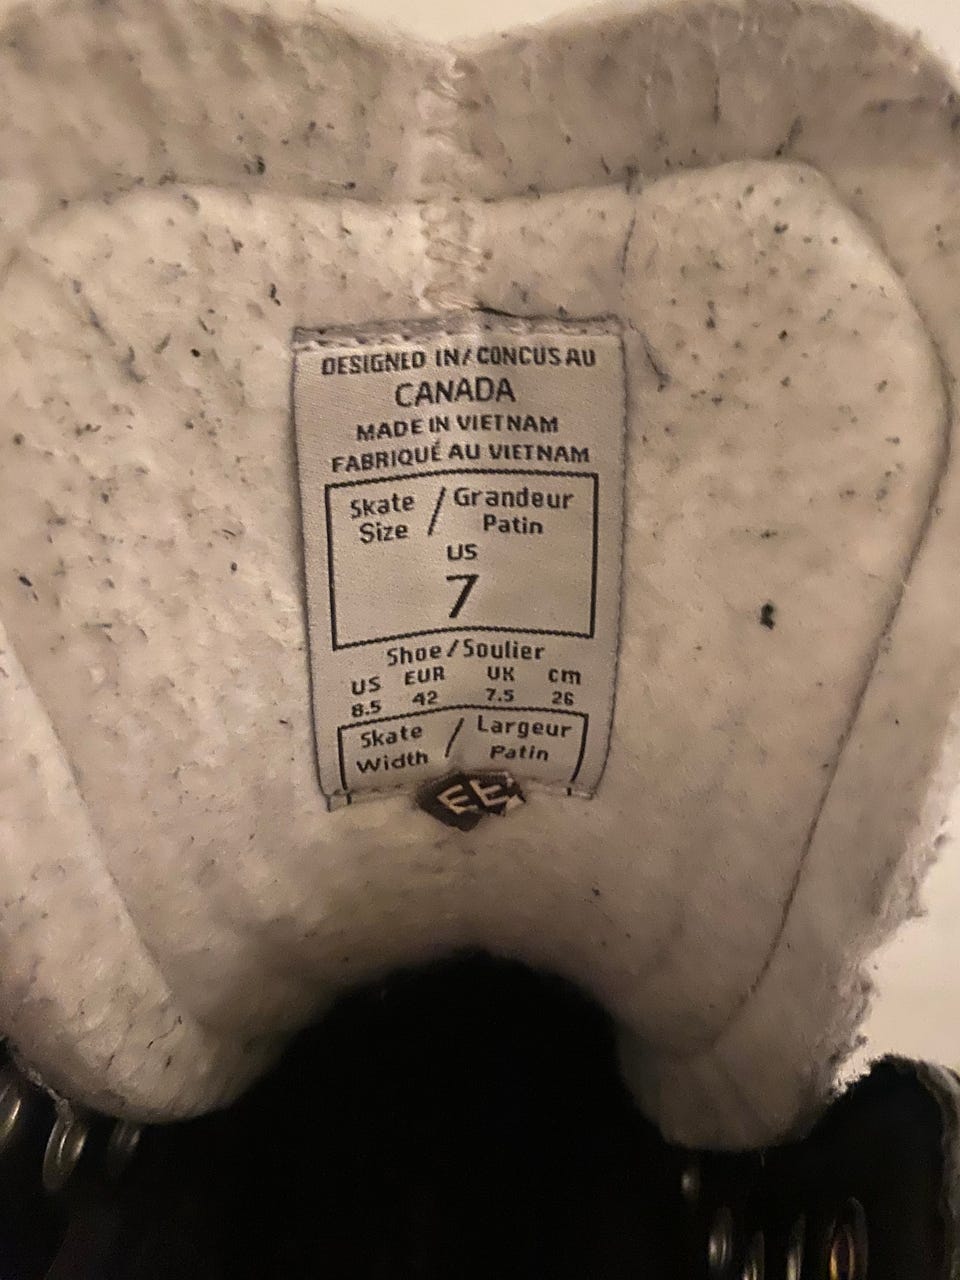 DESIGNED IN/CONCUS AU
CANADA
MADE IN VIETNAM
FABRIQUÉ AU VIETNAM
Skate Size / Grandeur Patin
US
7
Shoe/Soulier
US EUR UK cm
8.5 42 7.5 26
Skate Width / Largeur Patin
EE